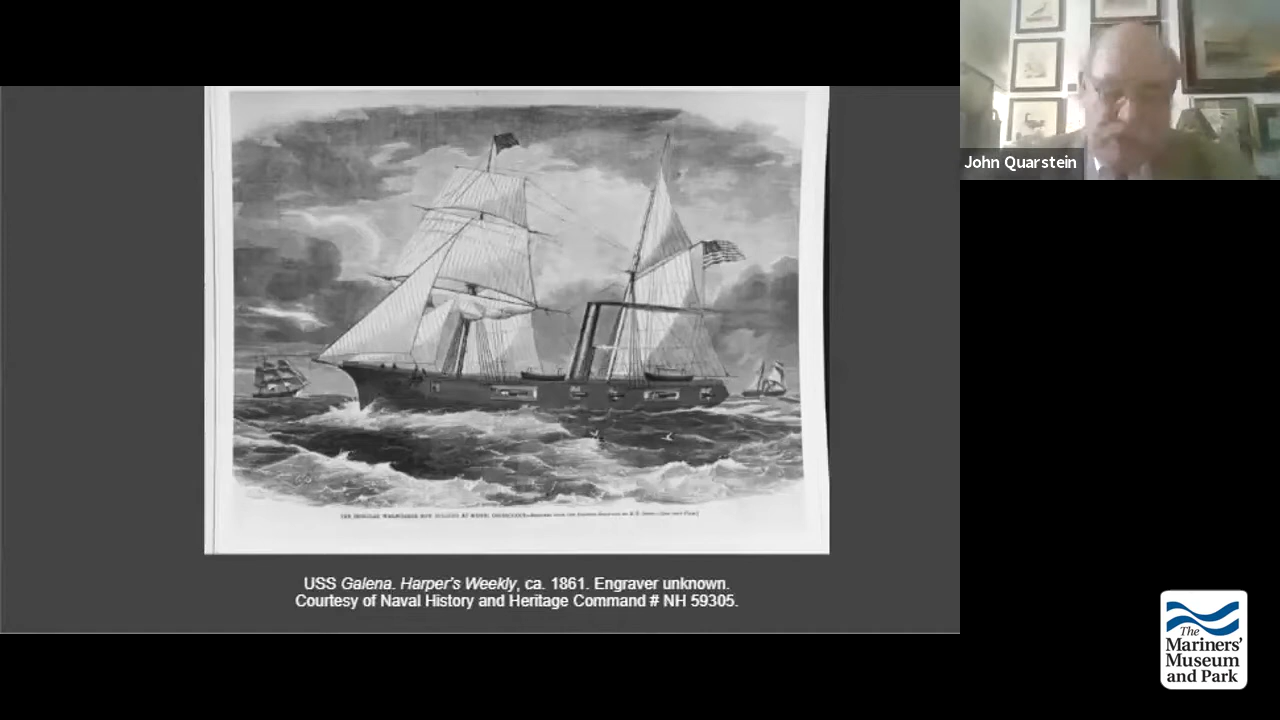 John Quarstein
USS Galena. Harper's Weekly, ca. 1861. Engraver unknown.
Courtesy of Naval History and Heritage Command # NH 59305.
The
Mariners'
Museum
and Park